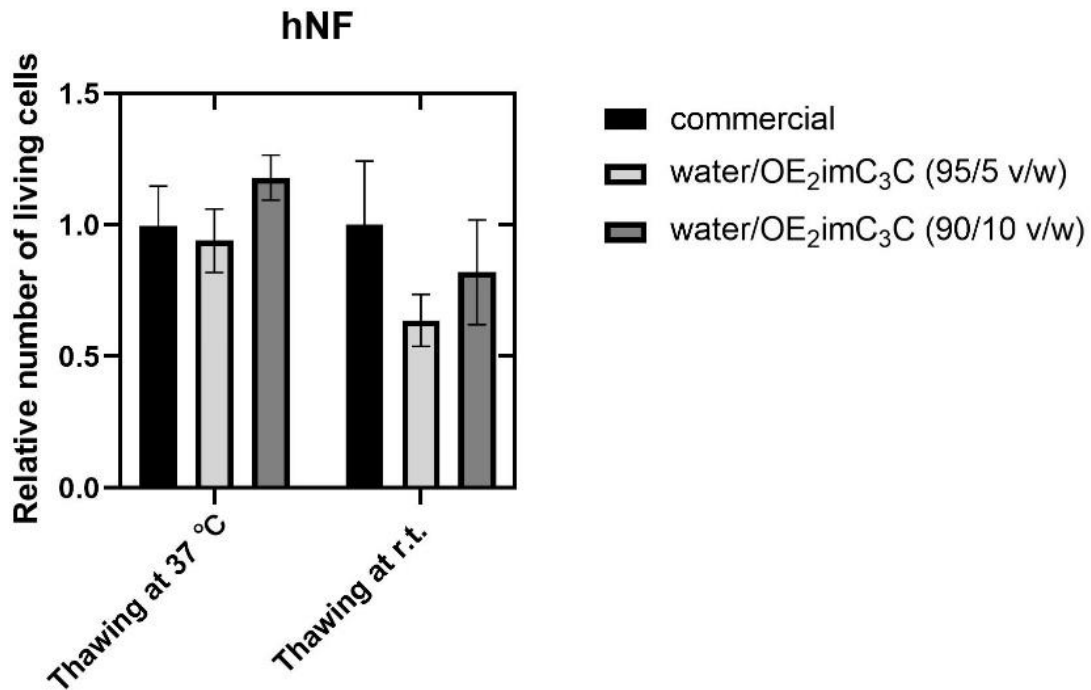 hNF
Relative number of living cells
1.5
1.0
0.5
0.0
Thawing at 37 °C
Thawing at r.t.
commercial
water/OE₂imC₃C (95/5 v/w)
water/OE₂imC₃C (90/10 v/w)